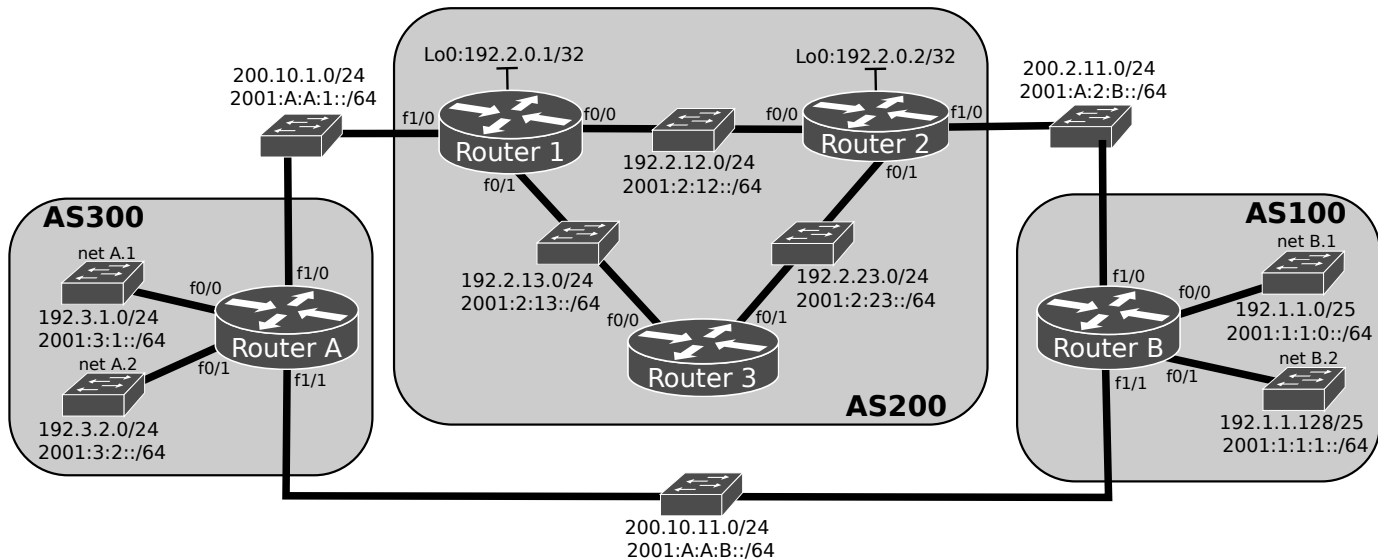 Lo0:192.2.0.1/32
Lo0:192.2.0.2/32
200.10.1.0/24
2001:A:A:1::/64
200.2.11.0/24
2001:A:2:B::/64
f1/0
f0/0
f0/0
f1/0
Router 1
Router 2
192.2.12.0/24
2001:2:12::/64
f0/1
f0/1
AS300
AS100
net A.1
f0/0
192.3.1.0/24
2001:3:1::/64
f1/0
Router A
net A.2
f0/1
f1/1
192.3.2.0/24
2001:3:2::/64
192.2.13.0/24
2001:2:13::/64
192.2.23.0/24
2001:2:23::/64
f0/0
f0/1
Router 3
AS200
net B.1
f1/0
f0/0
192.1.1.0/25
2001:1:1:0::/64
Router B
net B.2
f1/1
f0/1
192.1.1.128/25
2001:1:1:1::/64
200.10.11.0/24
2001:A:A:B::/64